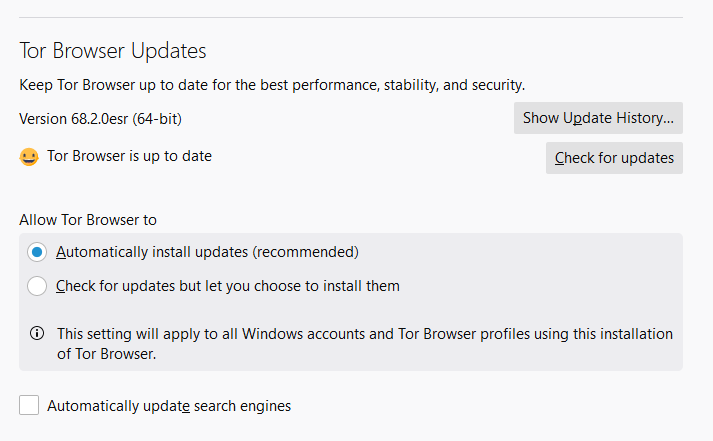 Tor Browser Updates
Keep Tor Browser up to date for the best performance, stability, and security.
Version 68.2.0esr (64-bit)
Show Update History...
Tor Browser is up to date
Check for updates
Allow Tor Browser to
Automatically install updates (recommended)
Check for updates but let you choose to install them
This setting will apply to all Windows accounts and Tor Browser profiles using this installation
of Tor Browser.
Automatically update search engines